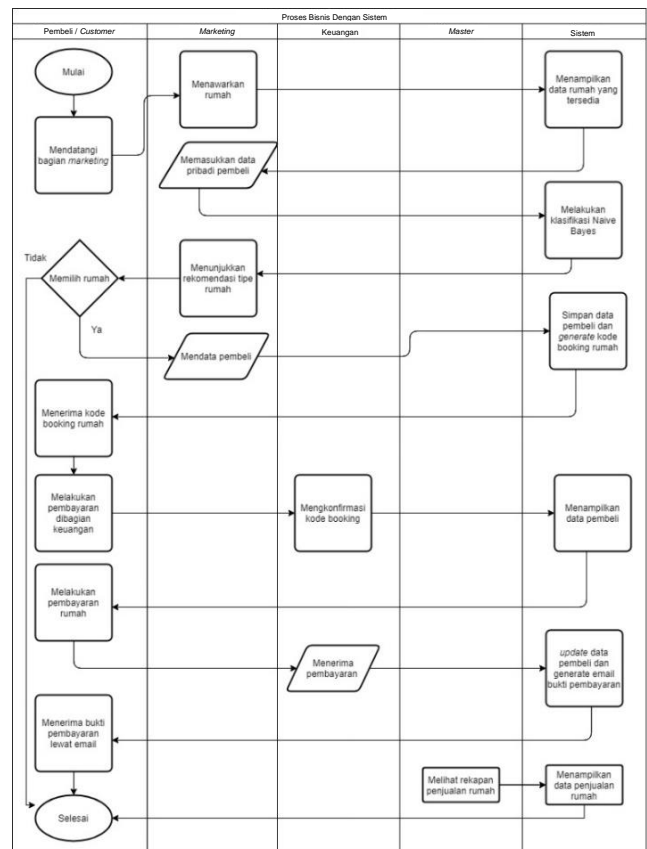 Proses Bisnis Dengan Sistem
Pembeli / Customer
Marketing
Keuangan
Master
Sistem
Mulai
Menawarkan
rumah
Menampilkan
data rumah yang
tersedia
Mendatangi
bagian marketing
Memasukkan data
pribadi pembeli
Melakukan
klasifikasi Naive
Bayes
Tidak
Memilih rumah
Menunjukkan
rekomendasi tipe
rumah
Ya
Mendata pembeli
Simpan data
pembeli dan
generate kode
booking rumah
Menerima kode
booking rumah
Melakukan
pembayaran
dibagian
keuangan
Mengkonfirmasi
kode booking
Menampilkan
data pembeli
Melakukan
pembayaran
rumah
Menerima
pembayaran
update data
pembeli dan
generate email
bukti pembayaran
Menerima bukti
pembayaran
lewat email
Melihat rekapan
penjualan rumah
Menampilkan
data penjualan
rumah
Selesai